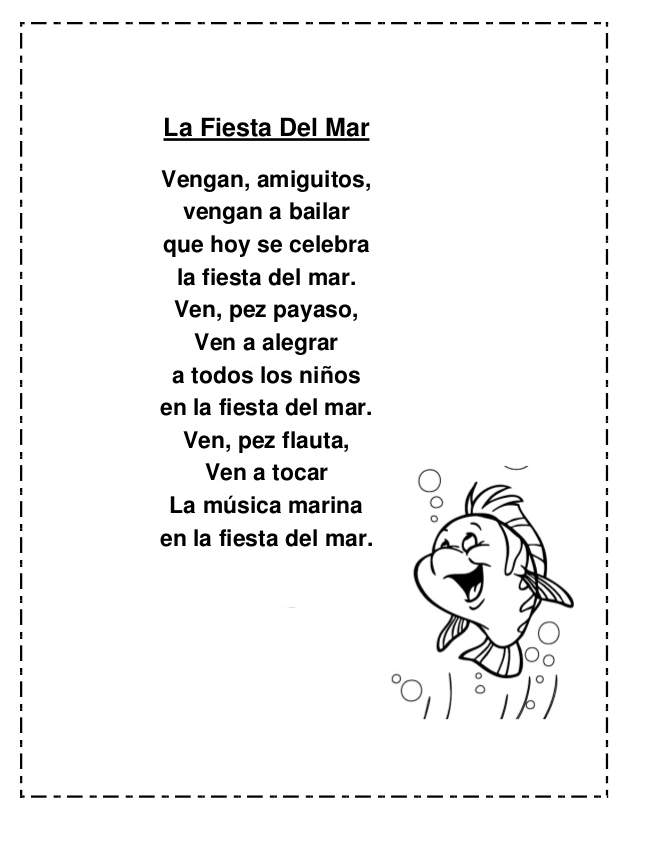 La Fiesta Del Mar
Vengan, amiguitos,
vengan a bailar
que hoy se celebra
la fiesta del mar.
Ven, pez payaso,
Ven a alegrar
a todos los niños
en la fiesta del mar.
Ven, pez flauta,
Ven a tocar
La música marina
en la fiesta del mar.